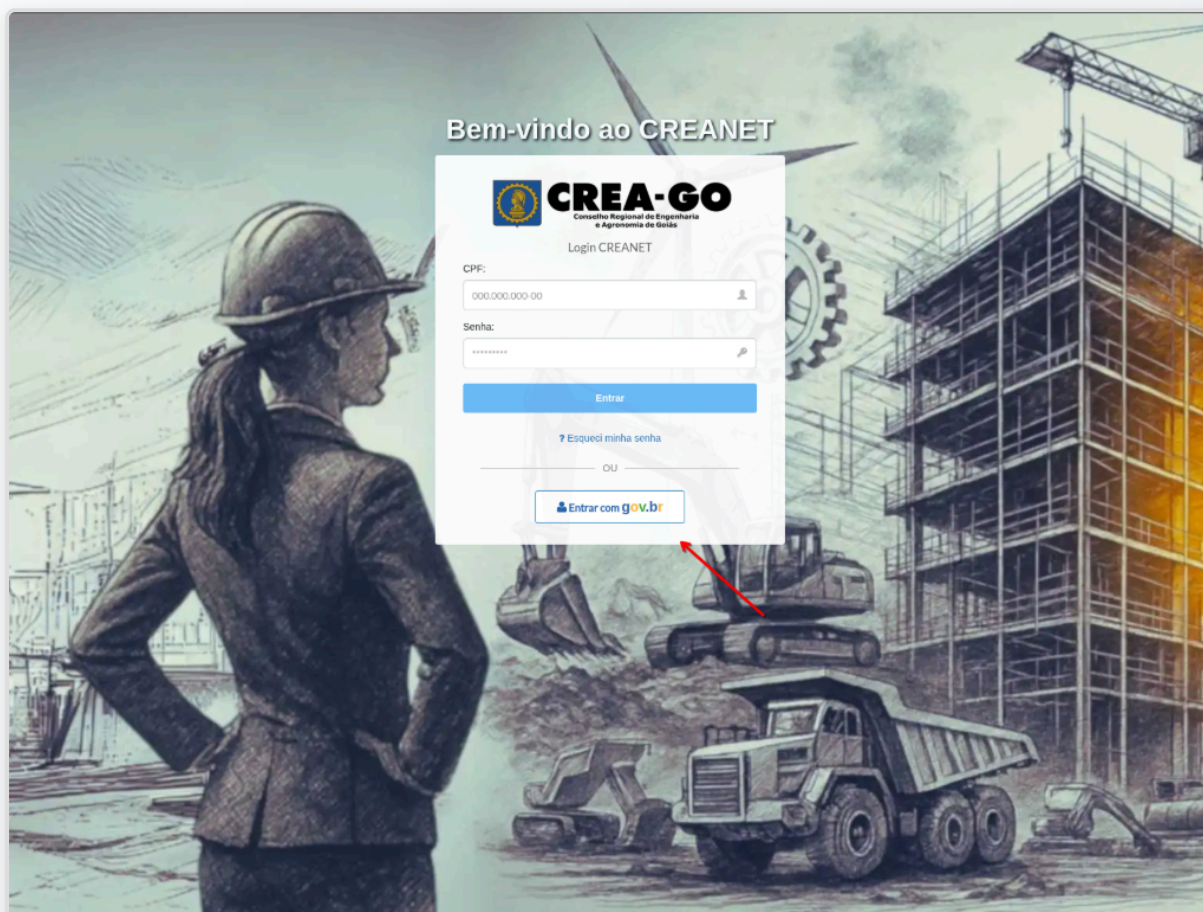 Bem-vindo ao CREANET
CREA-GO
Conselho Regional de Engenharia
e Agronomia de Goiás
Login CREANET
CPF:
000.000.000-00
Senha:
*********
Entrar
? Esqueci minha senha
OU
Entrar com gov.br